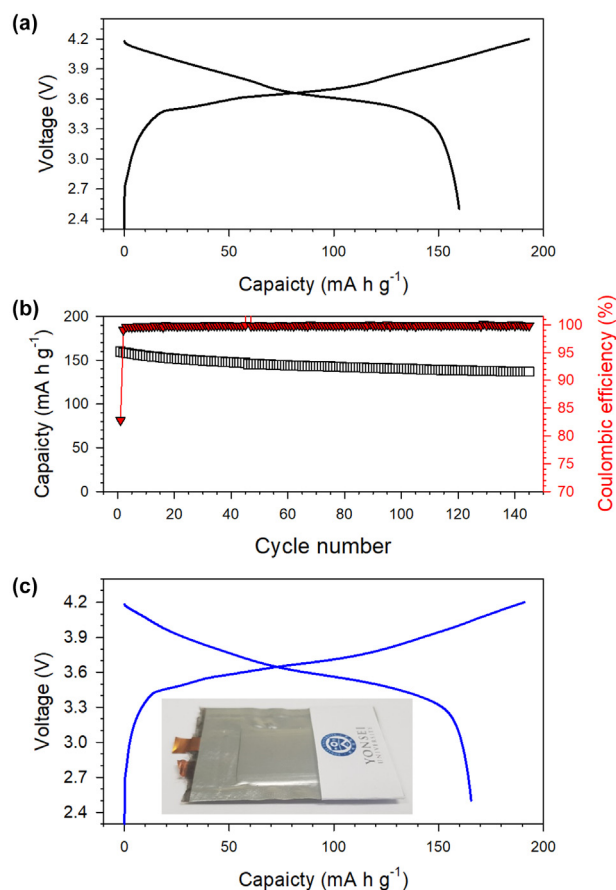 (a)
4.2
3.9
3.6
3.3
3.0
2.7
2.4
Voltage (V)
0 50 100 150 200
Capaicty (mA h g⁻¹)
(b)
200
150
100
50
0
Capaicty (mA h g⁻¹)
100
95
90
85
80
75
70
Coulombic efficiency (%)
0 20 40 60 80 100 120 140
Cycle number
(c)
4.2
3.9
3.6
3.3
3.0
2.7
2.4
Voltage (V)
YONSEI
UNIVERSITY
0 50 100 150 200
Capaicty (mA h g⁻¹)